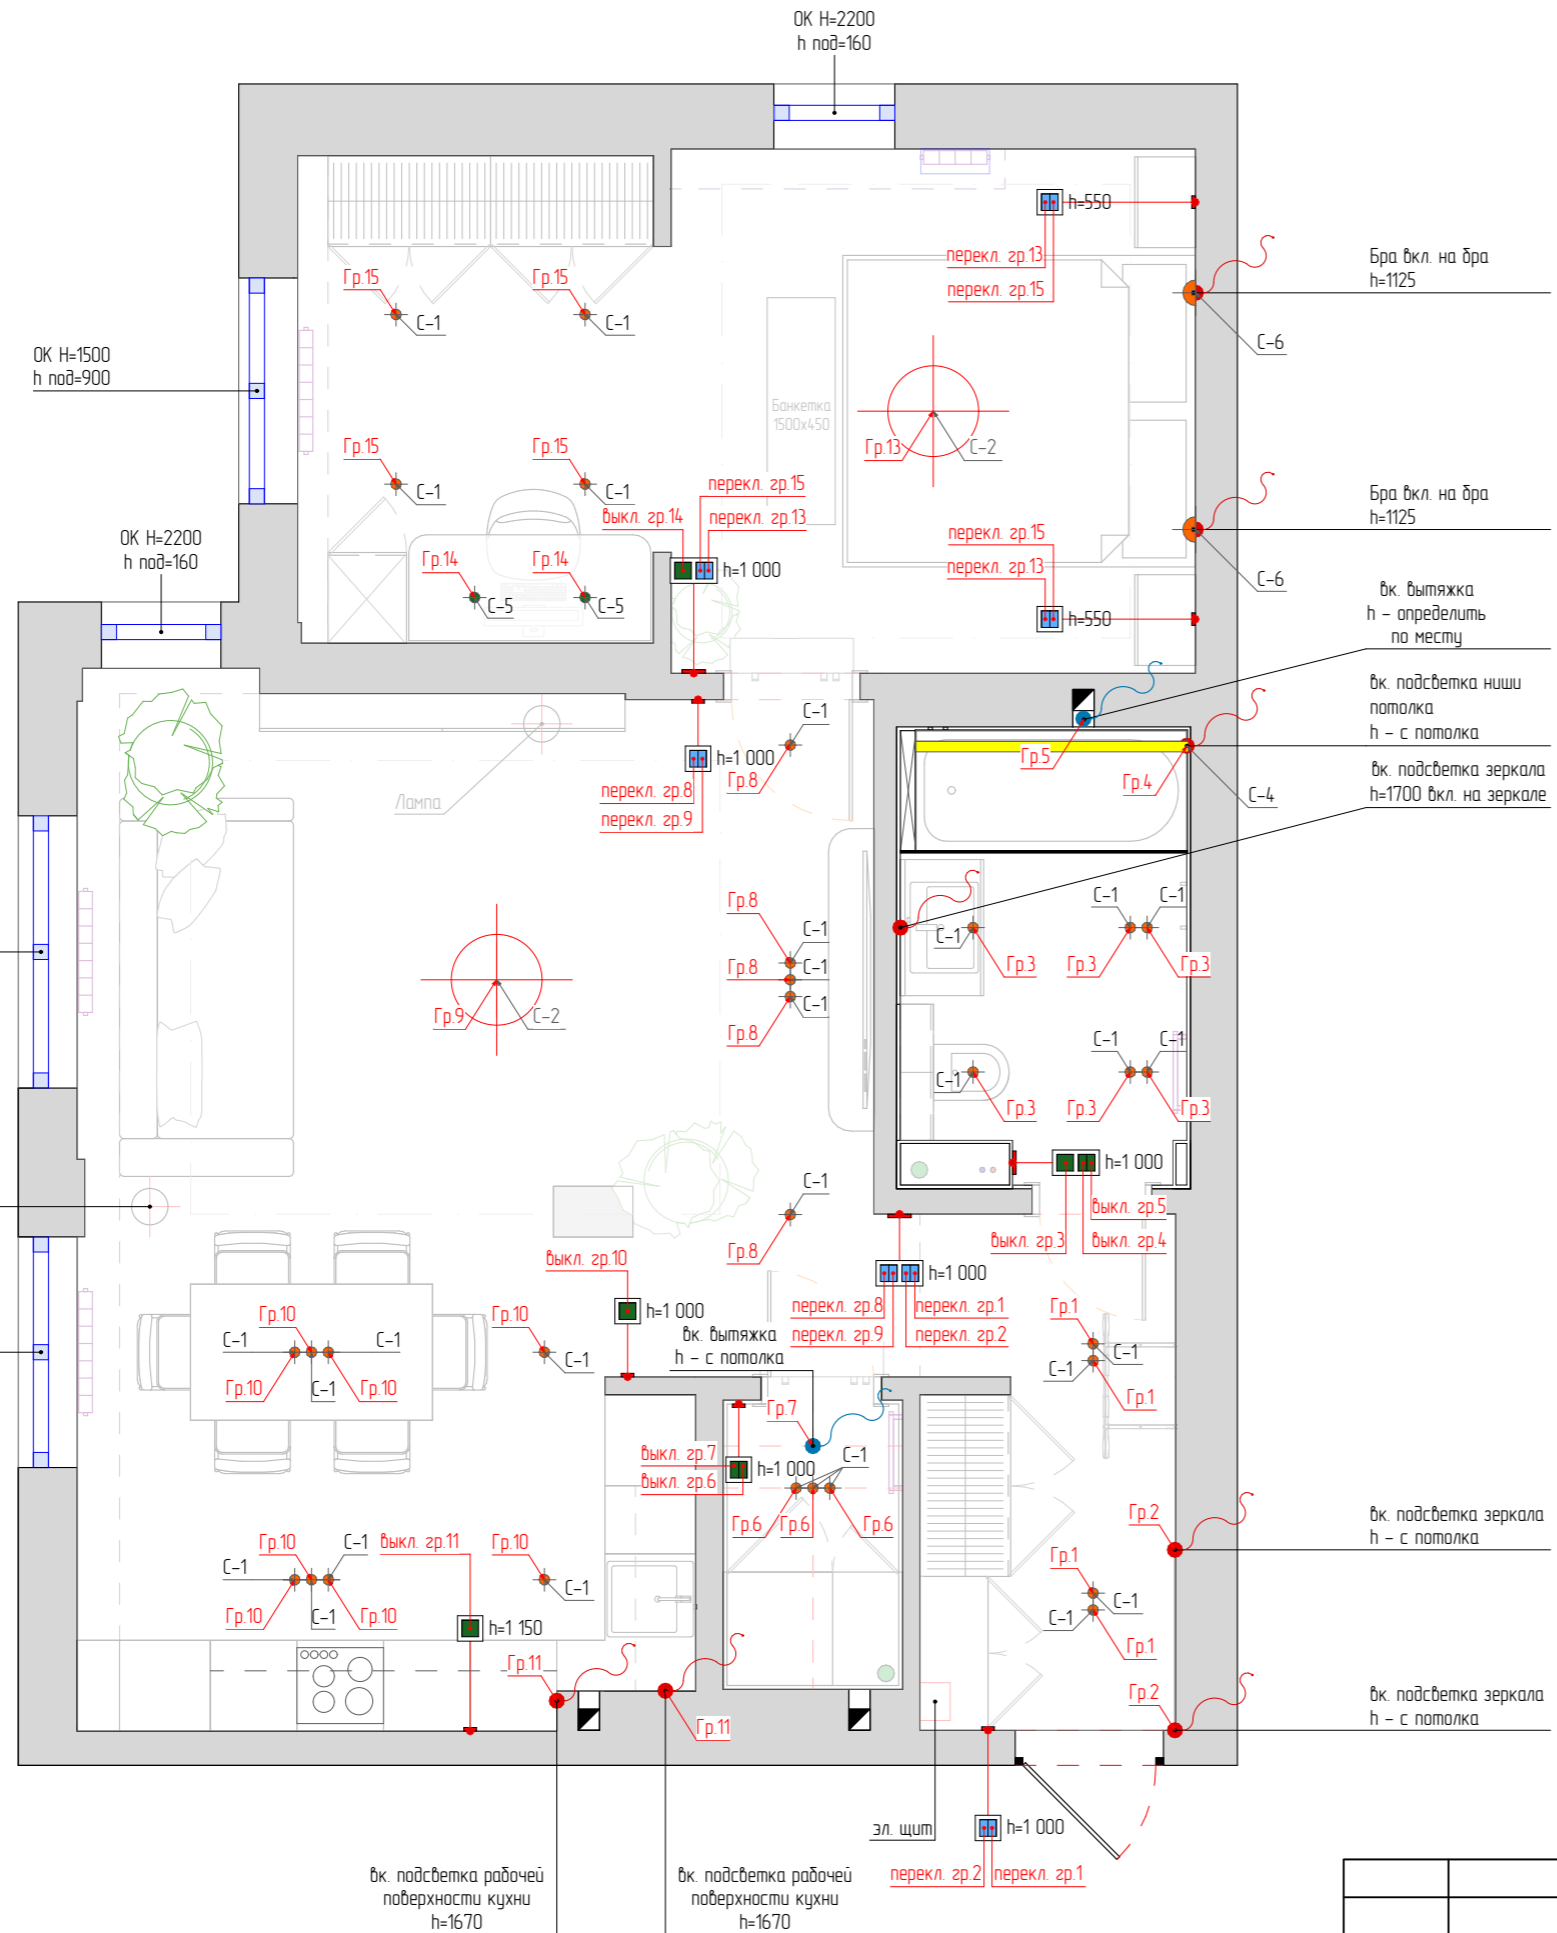 ОК H=2200
h под=160
h=550
перекл. гр.13
перекл. гр.15
Бра вкл. на бра
h=1125
С-6
Гр.15
С-1
Гр.15
С-1
ОК H=1500
h под=900
Банкетка
1500х450
Гр.13
С-2
Гр.15
С-1
Гр.15
С-1
перекл. гр.15
выкл. гр.14
перекл. гр.13
h=1 000
Бра вкл. на бра
h=1125
С-6
перекл. гр.15
перекл. гр.13
h=550
ОК H=2200
h под=160
Гр.14
С-5
Гр.14
С-5
вк. вытяжка
h - определить
по месту
вк. подсветка ниши
потолка
h - с потолка
вк. подсветка зеркала
h=1700 вкл. на зеркале
С-1
Гр.8
h=1 000
перекл. гр.8
перекл. гр.9
Лампа
Гр.5
Гр.4
С-4
Гр.8
С-1
Гр.8
С-1
С-1
Гр.8
Гр.9
С-2
С-1
С-1
С-1
Гр.3
Гр.3
Гр.3
С-1
С-1
С-1
Гр.3
Гр.3
Гр.3
h=1 000
выкл. гр.5
выкл. гр.3
выкл. гр.4
С-1
Гр.8
выкл. гр.10
h=1 000
h=1 000
перекл. гр.8
перекл. гр.1
перекл. гр.9
перекл. гр.2
вк. вытяжка
h - с потолка
Гр.1
С-1
С-1
Гр.1
Гр.10
С-1
С-1
Гр.10
С-1
Гр.10
Гр.10
С-1
Гр.7
выкл. гр.7
выкл. гр.6
h=1 000
С-1
Гр.6
Гр.6
Гр.6
Гр.10
С-1
С-1
Гр.10
С-1
Гр.10
выкл. гр.11
h=1 150
Гр.10
С-1
Гр.2
вк. подсветка зеркала
h - с потолка
Гр.1
С-1
С-1
Гр.1
Гр.11
Гр.11
Гр.2
вк. подсветка зеркала
h - с потолка
эл. щит
h=1 000
перекл. гр.2
перекл. гр.1
вк. подсветка рабочей
поверхности кухни
h=1670
вк. подсветка рабочей
поверхности кухни
h=1670